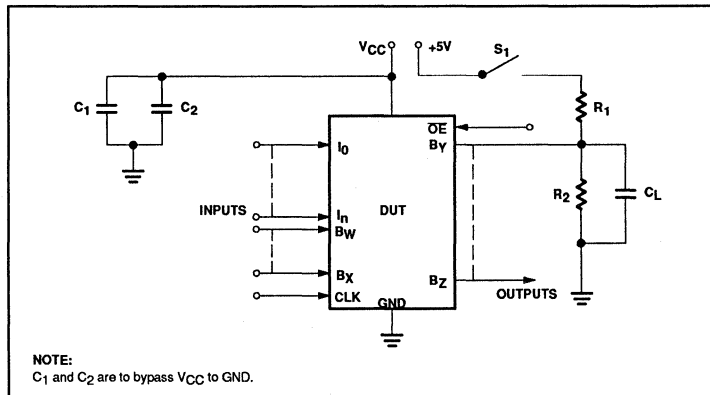 VCC +5V S1
C1 C2 R1
OE
I0 BY
R2 CL
INPUTS In DUT
BW
BX BZ
OUTPUTS
CLK GND
NOTE:
C1 and C2 are to bypass VCC to GND.